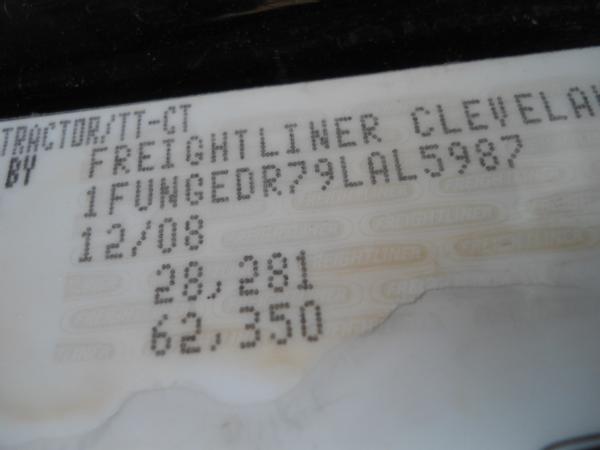 TRACTOR/TT-CT
BY FREIGHTLINER CLEVELA
1FUNGEDR79LAL5987
12/08
28,281
62,350